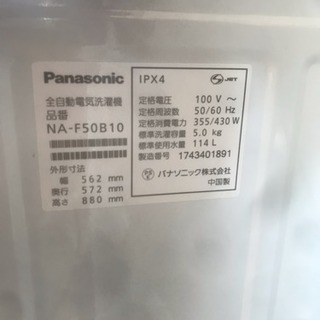 Panasonic
全自動電気洗濯機
品番
NA-F50B10
外形寸法
幅 562 mm
奥行 572 mm
高さ 880 mm
IPX4
JET
定格電圧 100 V ～
定格周波数 50/60 Hz
定格消費電力 355/430 W
標準洗濯容量 5.0 kg
標準使用水量 114 L
製造番号 1743401891
パナソニック株式会社
中国製